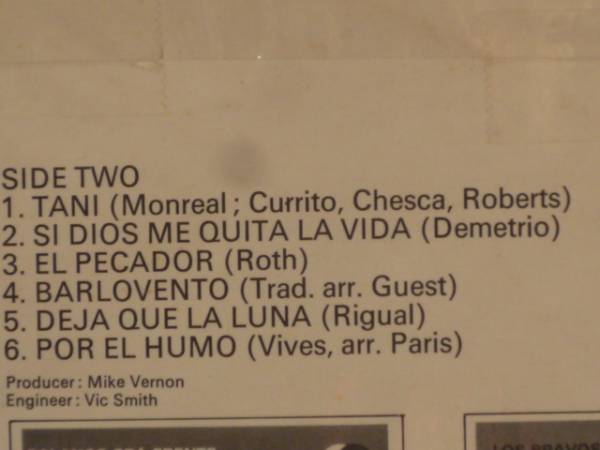 SIDE TWO
1. TANI (Monreal; Currito, Chesca, Roberts)
2. SI DIOS ME QUITA LA VIDA (Demetrio)
3. EL PECADOR (Roth)
4. BARLOVENTO (Trad. arr. Guest)
5. DEJA QUE LA LUNA (Rigual)
6. POR EL HUMO (Vives, arr. Paris)
Producer: Mike Vernon
Engineer: Vic Smith
LOS BRAVOS